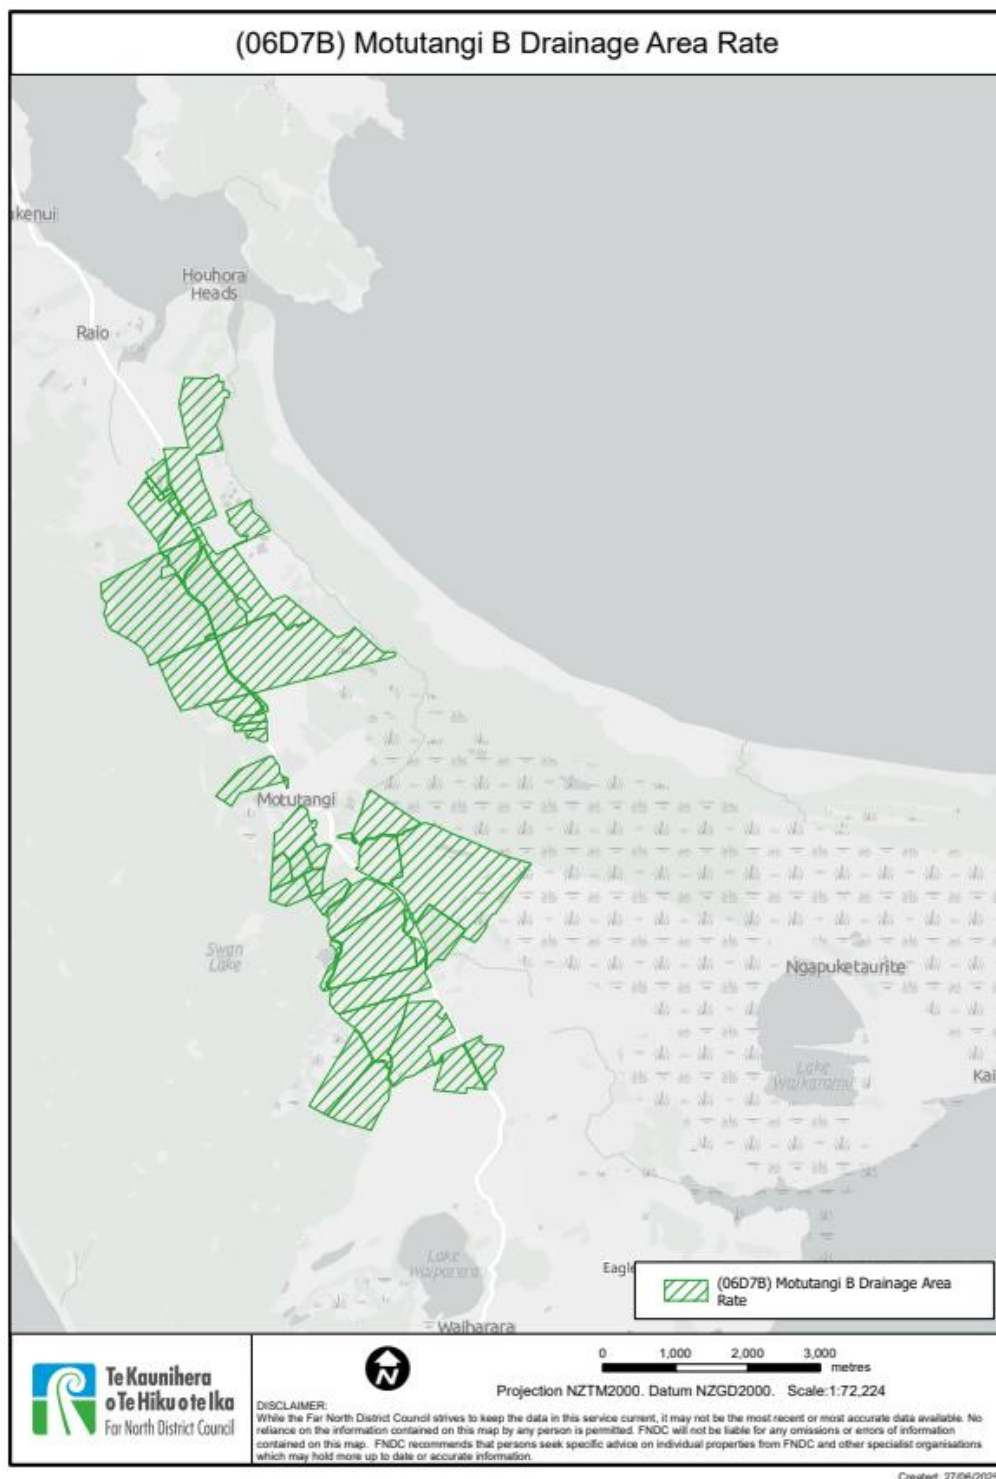 (06D7B) Motutangi B Drainage Area Rate
Houhora
Heads
Raio
Motutangi
Swan
Lake
Ngapuketaurite
Lake
Waikaramu
Lake
Waiparera
Waiharara
(06D7B) Motutangi B Drainage Area
Rate
Te Kaunihera
o Te Hiku o te Ika
Far North District Council
N
0 1,000 2,000 3,000
metres
Projection NZTM2000. Datum NZGD2000. Scale:1:72,224
DISCLAIMER:
While the Far North District Council strives to keep the data in this service current, it may not be the most recent or most accurate data available. No
reliance on the information contained on this map by any person is permitted. FNDC will not be liable for any omissions or errors of information
contained on this map. FNDC recommends that persons seek specific advice on individual properties from FNDC and other specialist organisations
which may hold more up to date or accurate information.